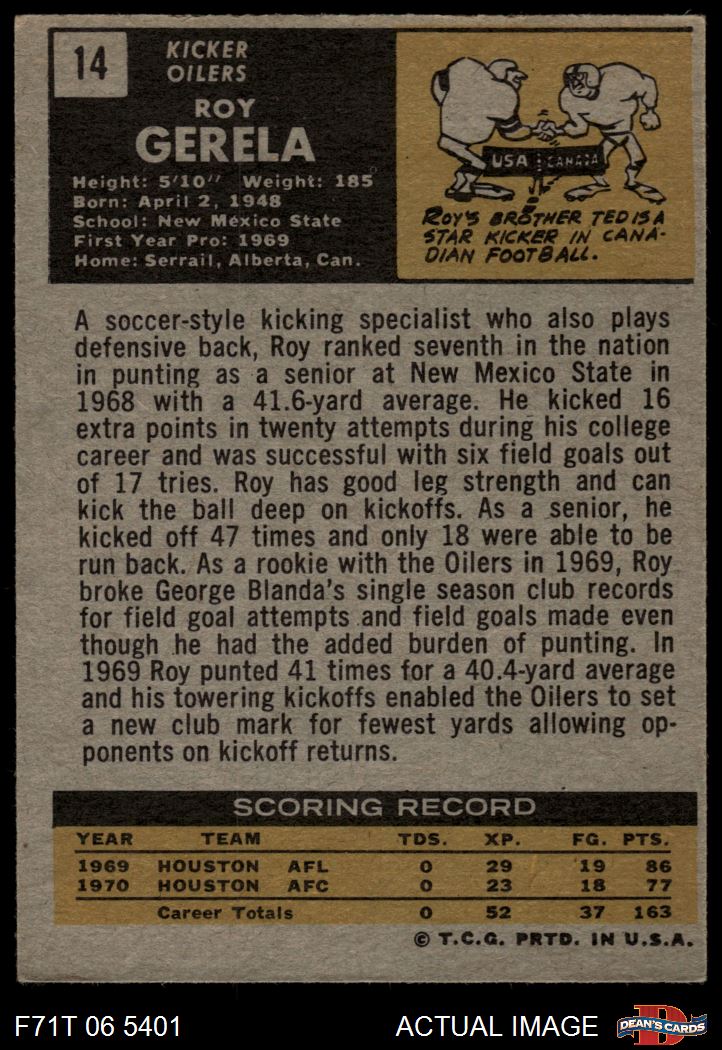 14
KICKER
OILERS
ROY
GERELA
Height: 5'10" Weight: 185
Born: April 2, 1948
School: New Mexico State
First Year Pro: 1969
Home: Serrail, Alberta, Can.
USA CANADA
ROY'S BROTHER TED IS A
STAR KICKER IN CANA-
DIAN FOOTBALL.
A soccer-style kicking specialist who also plays
defensive back, Roy ranked seventh in the nation
in punting as a senior at New Mexico State in
1968 with a 41.6-yard average. He kicked 16
extra points in twenty attempts during his college
career and was successful with six field goals out
of 17 tries. Roy has good leg strength and can
kick the ball deep on kickoffs. As a senior, he
kicked off 47 times and only 18 were able to be
run back. As a rookie with the Oilers in 1969, Roy
broke George Blanda's single season club records
for field goal attempts and field goals made even
though he had the added burden of punting. In
1969 Roy punted 41 times for a 40.4-yard average
and his towering kickoffs enabled the Oilers to set
a new club mark for fewest yards allowing op-
ponents on kickoff returns.
SCORING RECORD
YEAR TEAM TDS. XP. FG. PTS.
1969 HOUSTON AFL 0 29 19 86
1970 HOUSTON AFC 0 23 18 77
Career Totals 0 52 37 163
© T.C.G. PRTD. IN U.S.A.
F71T 06 5401 ACTUAL IMAGE D DEAN'S CARDS